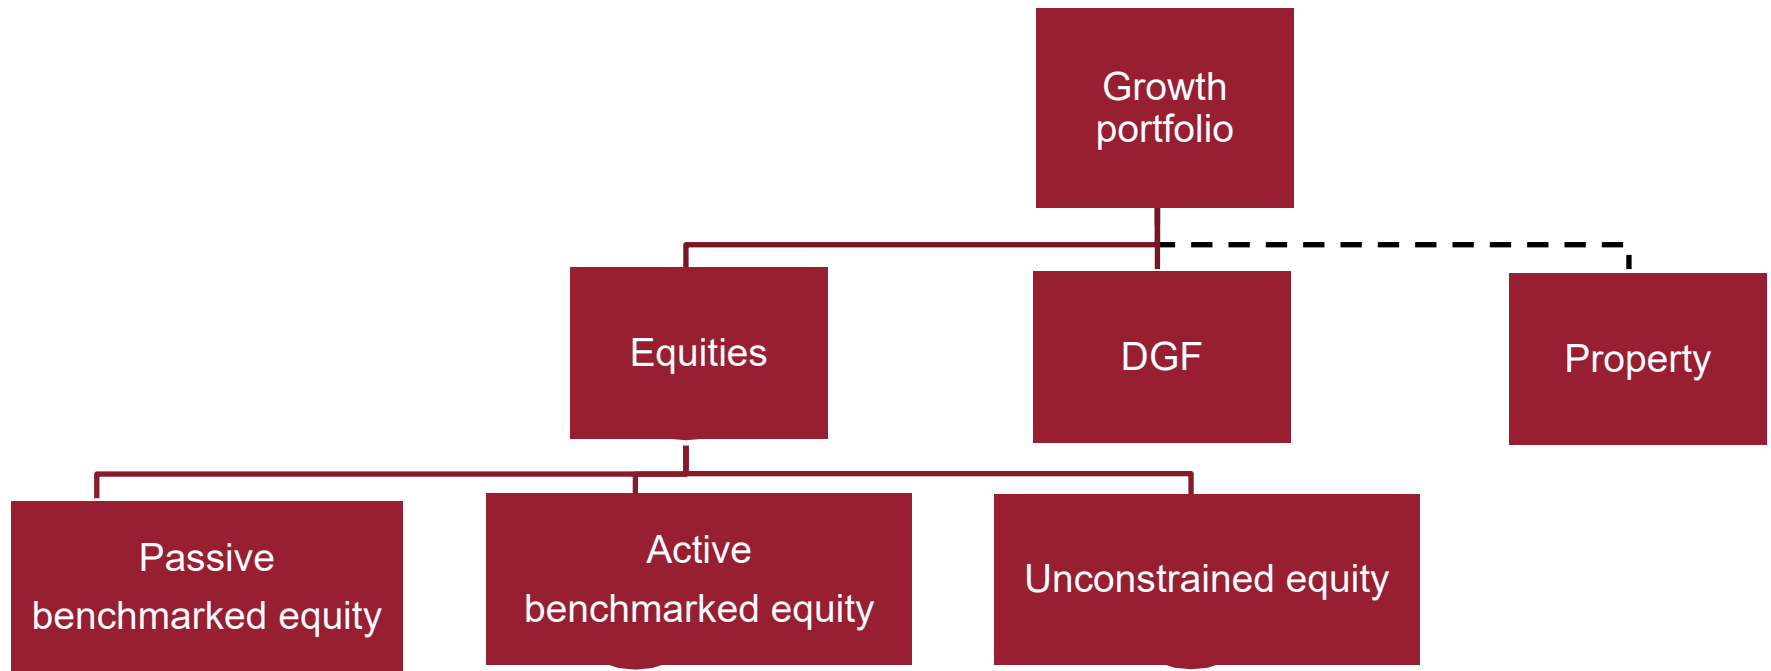 Growth
portfolio
Equities
DGF
Property
Passive
benchmarked equity
Active
benchmarked equity
Unconstrained equity